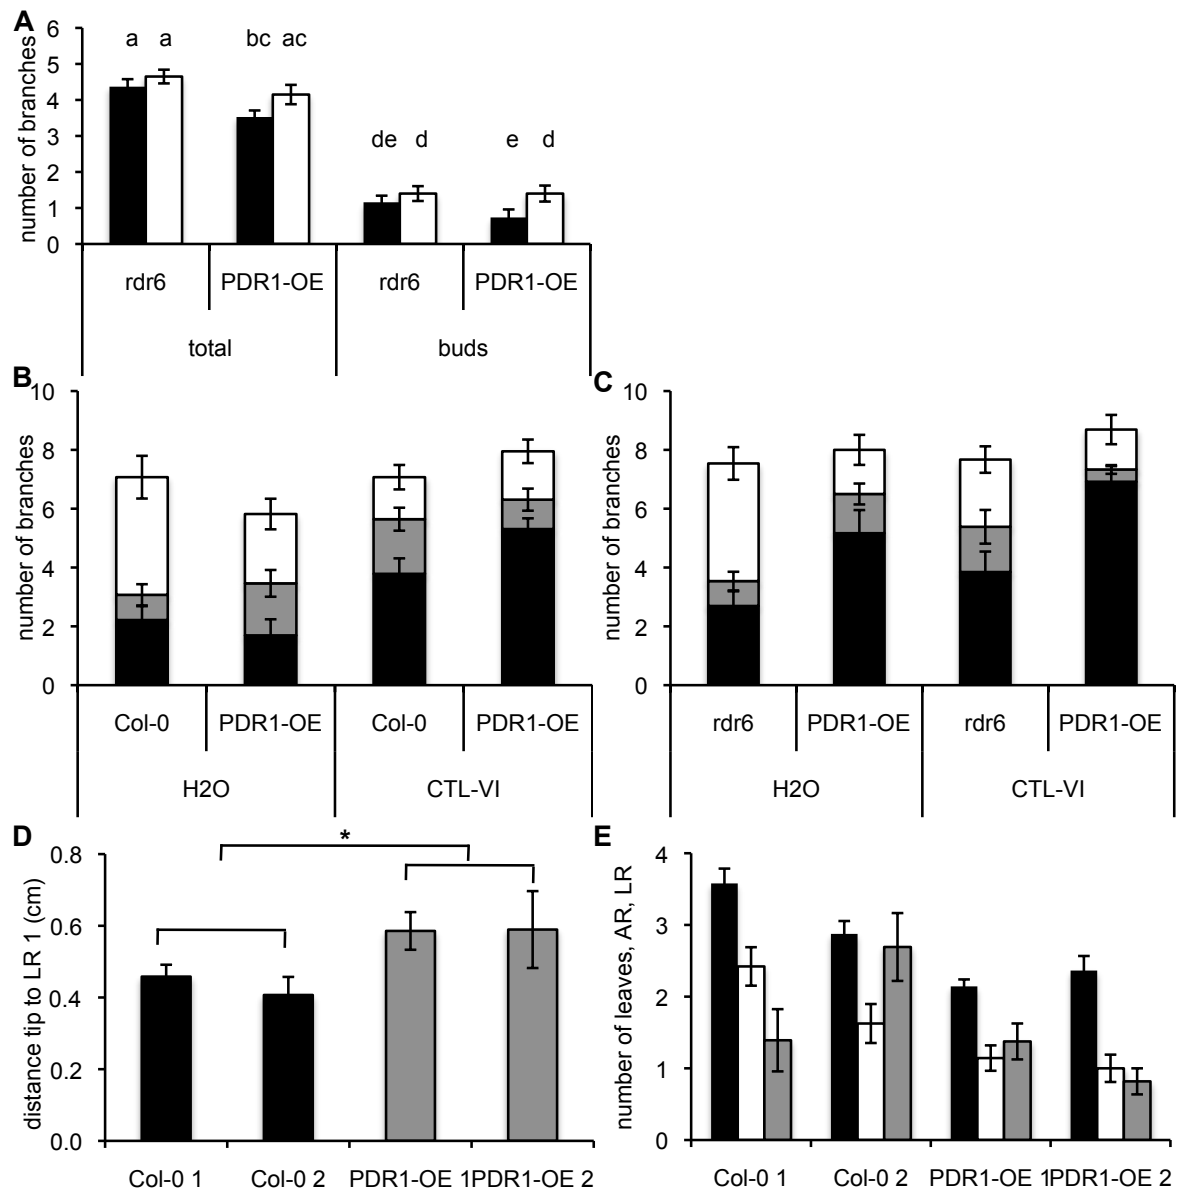 A
number of branches
6
5
4
3
2
1
0
a a bc ac
de d e d
rdr6 PDR1-OE rdr6 PDR1-OE
total buds
B
number of branches
10
8
6
4
2
0
Col-0 PDR1-OE Col-0 PDR1-OE
H2O CTL-VI
C
number of branches
10
8
6
4
2
0
rdr6 PDR1-OE rdr6 PDR1-OE
H2O CTL-VI
D
distance tip to LR 1 (cm)
0.8
0.6
0.4
0.2
0.0
*
Col-0 1 Col-0 2 PDR1-OE 1 PDR1-OE 2
E
number of leaves, AR, LR
4
3
2
1
0
Col-0 1 Col-0 2 PDR1-OE 1 PDR1-OE 2